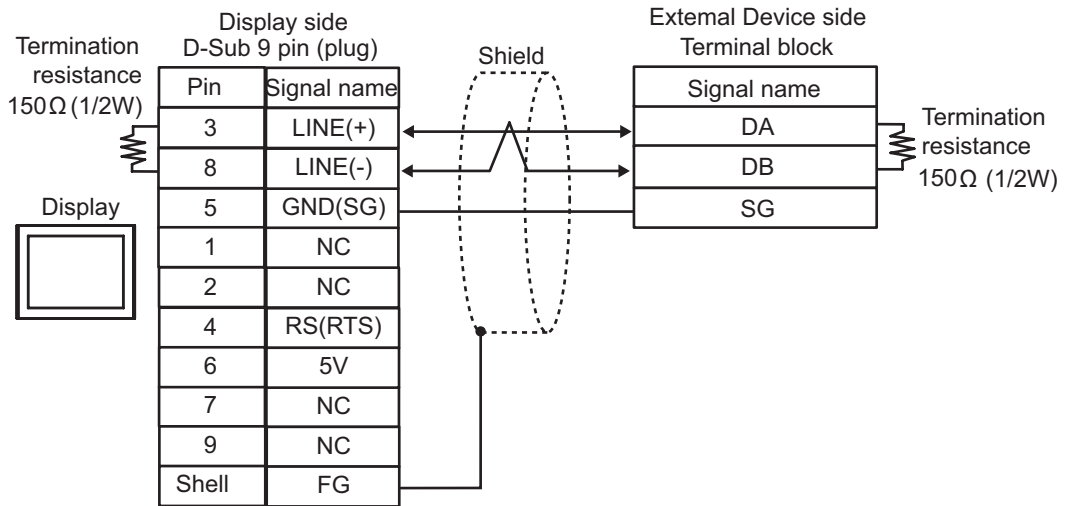 Display side
D-Sub 9 pin (plug)
Termination
resistance
150Ω (1/2W)
Shield
External Device side
Terminal block
Pin Signal name
3 LINE(+)
8 LINE(-)
5 GND(SG)
1 NC
2 NC
4 RS(RTS)
6 5V
7 NC
9 NC
Shell FG
Display
Signal name
DA
DB
SG
Termination
resistance
150Ω (1/2W)